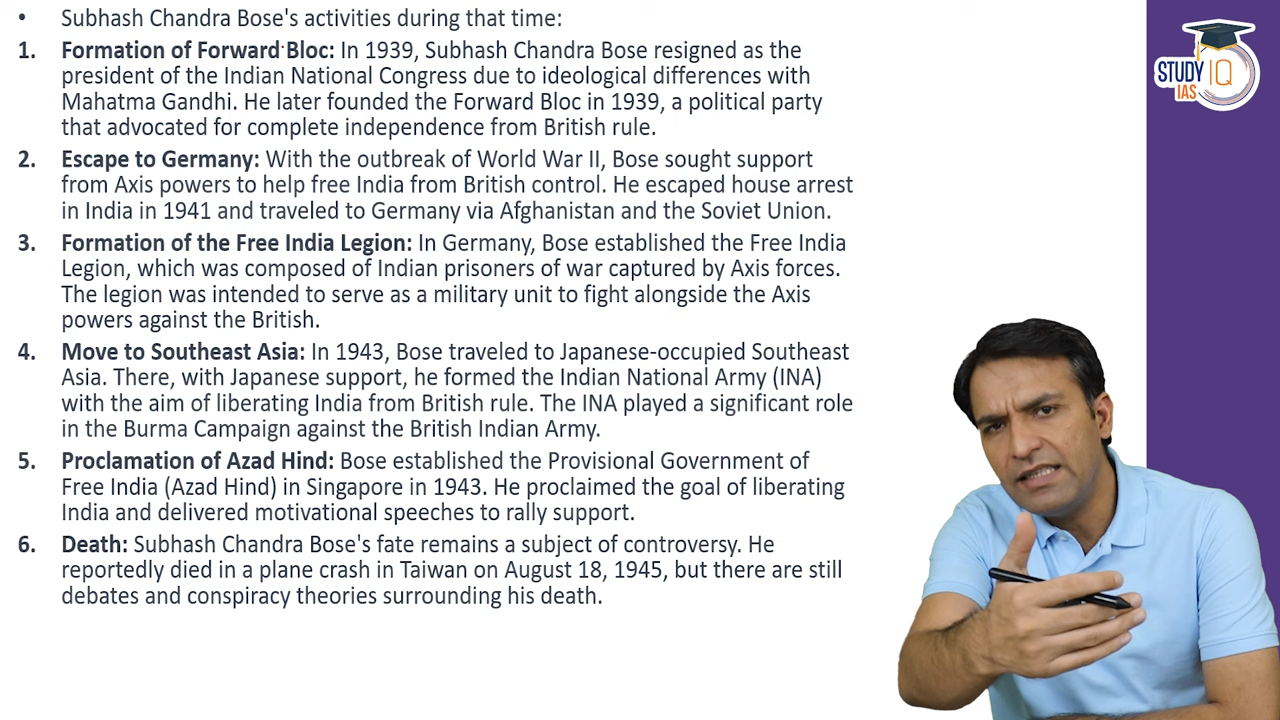 • Subhash Chandra Bose's activities during that time:
1. Formation of Forward Bloc: In 1939, Subhash Chandra Bose resigned as the
president of the Indian National Congress due to ideological differences with
Mahatma Gandhi. He later founded the Forward Bloc in 1939, a political party
that advocated for complete independence from British rule.
2. Escape to Germany: With the outbreak of World War II, Bose sought support
from Axis powers to help free India from British control. He escaped house arrest
in India in 1941 and traveled to Germany via Afghanistan and the Soviet Union.
3. Formation of the Free India Legion: In Germany, Bose established the Free India
Legion, which was composed of Indian prisoners of war captured by Axis forces.
The legion was intended to serve as a military unit to fight alongside the Axis
powers against the British.
4. Move to Southeast Asia: In 1943, Bose traveled to Japanese-occupied Southeast
Asia. There, with Japanese support, he formed the Indian National Army (INA)
with the aim of liberating India from British rule. The INA played a significant role
in the Burma Campaign against the British Indian Army.
5. Proclamation of Azad Hind: Bose established the Provisional Government of
Free India (Azad Hind) in Singapore in 1943. He proclaimed the goal of liberating
India and delivered motivational speeches to rally support.
6. Death: Subhash Chandra Bose's fate remains a subject of controversy. He
reportedly died in a plane crash in Taiwan on August 18, 1945, but there are still
debates and conspiracy theories surrounding his death.
STUDY IQ
IAS